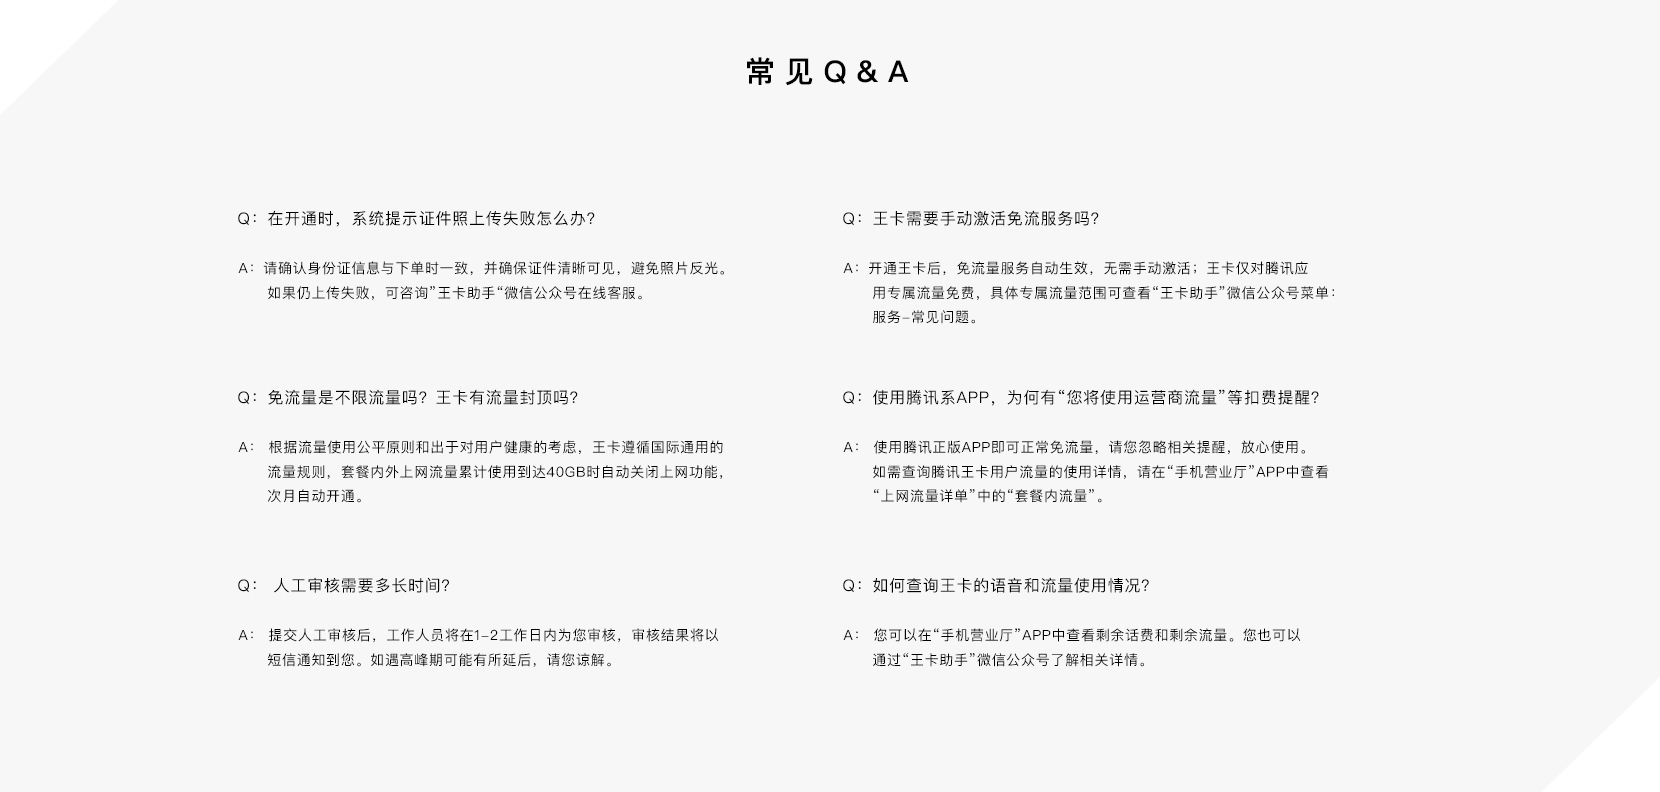 常见Q&A
Q：在开通时，系统提示证件照上传失败怎么办？
A：请确认身份证信息与下单时一致，并确保证件清晰可见，避免照片反光。
如果仍上传失败，可咨询”王卡助手“微信公众号在线客服。
Q：王卡需要手动激活免流服务吗？
A：开通王卡后，免流量服务自动生效，无需手动激活；王卡仅对腾讯应
用专属流量免费，具体专属流量范围可查看“王卡助手”微信公众号菜单：
服务-常见问题。
Q：免流量是不限流量吗？王卡有流量封顶吗？
A： 根据流量使用公平原则和出于对用户健康的考虑，王卡遵循国际通用的
流量规则，套餐内外上网流量累计使用到达40GB时自动关闭上网功能，
次月自动开通。
Q：使用腾讯系APP，为何有“您将使用运营商流量”等扣费提醒？
A： 使用腾讯正版APP即可正常免流量，请您忽略相关提醒，放心使用。
如需查询腾讯王卡用户流量的使用详情，请在“手机营业厅”APP中查看
“上网流量详单”中的“套餐内流量”。
Q： 人工审核需要多长时间？
A： 提交人工审核后，工作人员将在1-2工作日内为您审核，审核结果将以
短信通知到您。如遇高峰期可能有所延后，请您谅解。
Q：如何查询王卡的语音和流量使用情况？
A： 您可以在“手机营业厅”APP中查看剩余话费和剩余流量。您也可以
通过“王卡助手”微信公众号了解相关详情。